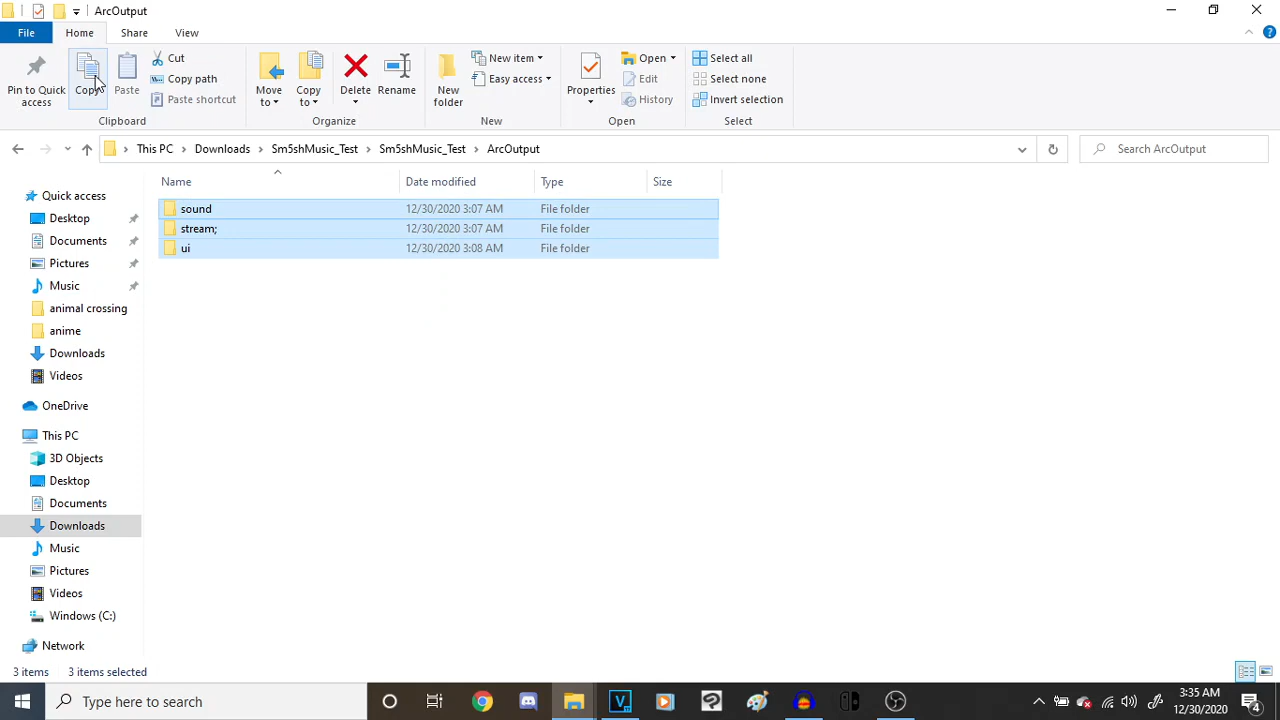 ArcOutput
File Home Share View
Pin to Quick access
Copy
Paste
Cut
Copy path
Paste shortcut
Clipboard
Move to
Copy to
Delete
Rename
Organize
New folder
New item
Easy access
New
Properties
Open
Edit
History
Open
Select all
Select none
Invert selection
Select
This PC > Downloads > Sm5shMusic_Test > Sm5shMusic_Test > ArcOutput
Search ArcOutput
Name Date modified Type Size
sound 12/30/2020 3:07 AM File folder
stream; 12/30/2020 3:07 AM File folder
ui 12/30/2020 3:08 AM File folder
Quick access
Desktop
Documents
Pictures
Music
animal crossing
anime
Downloads
Videos
OneDrive
This PC
3D Objects
Desktop
Documents
Downloads
Music
Pictures
Videos
Windows (C:)
Network
3 items 3 items selected
Type here to search
3:35 AM
12/30/2020
4